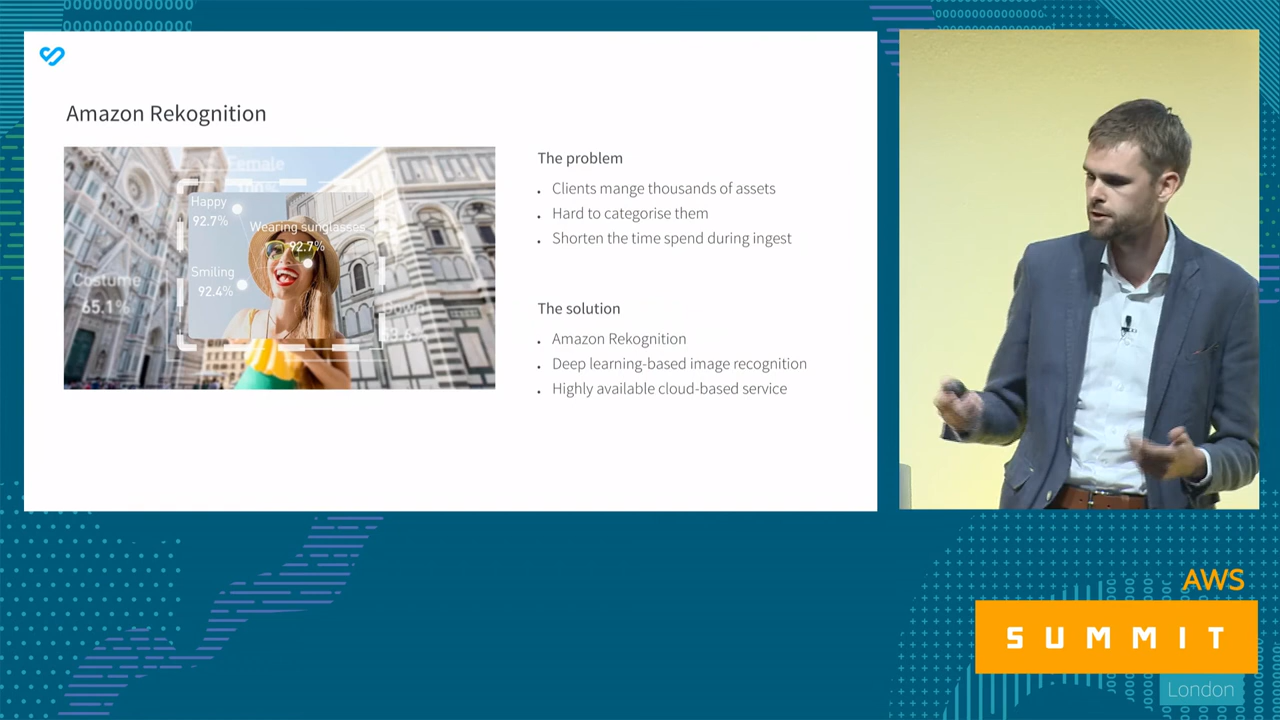 Amazon Rekognition
Female
100%
Happy
92.7%
Wearing sunglasses
92.7%
Smiling
92.4%
Costume
65.1%
The problem
• Clients mange thousands of assets
• Hard to categorise them
• Shorten the time spend during ingest
The solution
• Amazon Rekognition
• Deep learning-based image recognition
• Highly available cloud-based service
AWS
SUMMIT
London